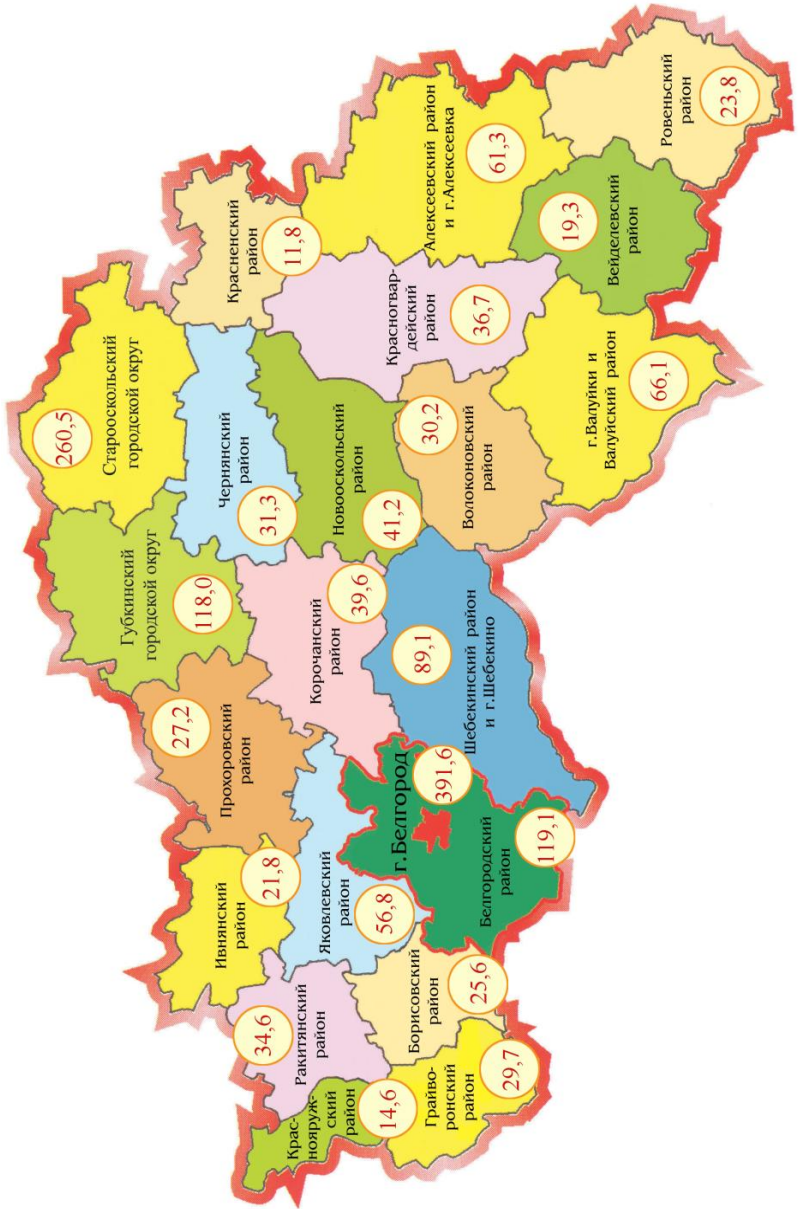 Старооскольский
городской округ
260,5
Губкинский
городской округ
118,0
Прохоровский
район
27,2
Ивнянский
район
21,8
Ракитянский
район
34,6
Крас-
нояруж-
ский
район
14,6
Грайво-
ронский
район
29,7
Борисовский
район
25,6
Яковлевский
район
56,8
г.Белгород
391,6
Белгородский
район
119,1
Корочанский
район
39,6
Шебекинский район
и г.Шебекино
89,1
Чернянский
район
31,3
Новооскольский
район
41,2
Волоконовский
район
30,2
Красненский
район
11,8
Красногвар-
дейский
район
36,7
Алексеевский район
и г.Алексеевка
61,3
г.Валуйки и
Валуйский район
66,1
Вейделевский
район
19,3
Ровеньский
район
23,8